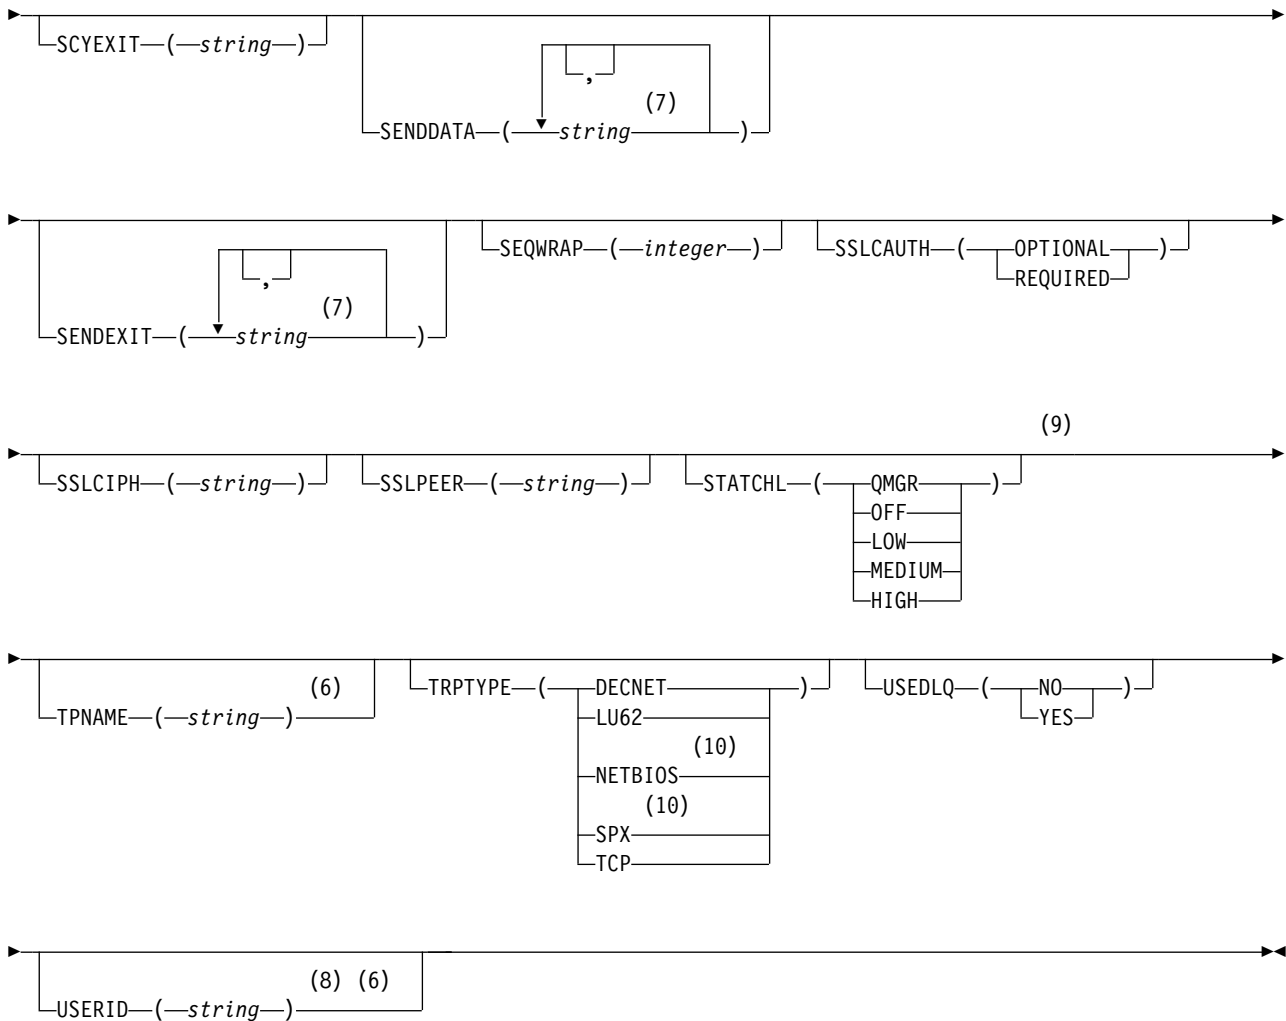 SCYEXIT ( string )
,
(7)
SENDDATA ( string )
SEQWRAP ( integer ) SSLCAUTH ( OPTIONAL )
REQUIRED
,
(7)
SENDEXIT ( string )
(9)
SSLCIPH ( string ) SSLPEER ( string ) STATCHL ( QMGR )
OFF
LOW
MEDIUM
HIGH
(6)
TPNAME ( string )
TRPTYPE ( DECNET )
LU62
(10)
NETBIOS
(10)
SPX
TCP
USEDLQ ( NO )
YES
(8) (6)
USERID ( string )